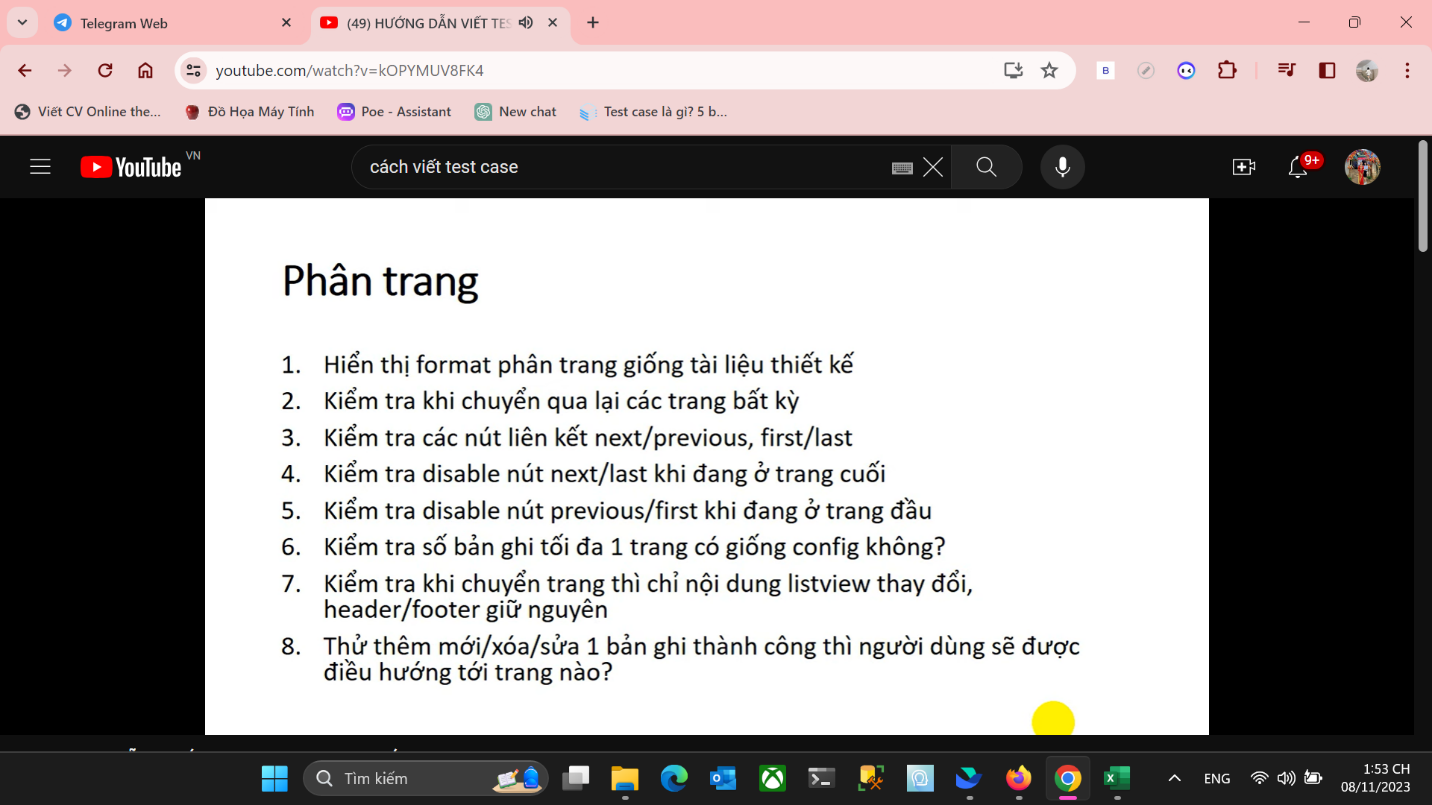 Telegram Web
(49) HƯỚNG DẪN VIẾT TES
youtube.com/watch?v=kOPYMUV8FK4
B
Viết CV Online the...
Đồ Họa Máy Tính
Poe - Assistant
New chat
Test case là gì? 5 b...
YouTube VN
cách viết test case
9+
Phân trang
1. Hiển thị format phân trang giống tài liệu thiết kế
2. Kiểm tra khi chuyển qua lại các trang bất kỳ
3. Kiểm tra các nút liên kết next/previous, first/last
4. Kiểm tra disable nút next/last khi đang ở trang cuối
5. Kiểm tra disable nút previous/first khi đang ở trang đầu
6. Kiểm tra số bản ghi tối đa 1 trang có giống config không?
7. Kiểm tra khi chuyển trang thì chỉ nội dung listview thay đổi,
header/footer giữ nguyên
8. Thử thêm mới/xóa/sửa 1 bản ghi thành công thì người dùng sẽ được
điều hướng tới trang nào?
Tìm kiếm
ENG
1:53 CH
08/11/2023